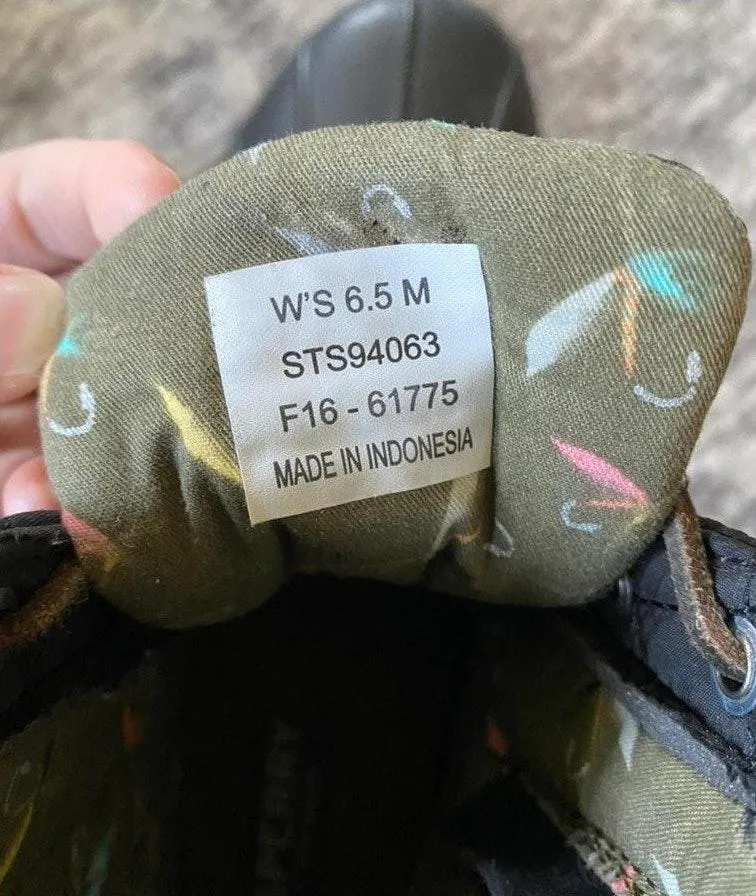 W'S 6.5 M
STS94063
F16 - 61775
MADE IN INDONESIA